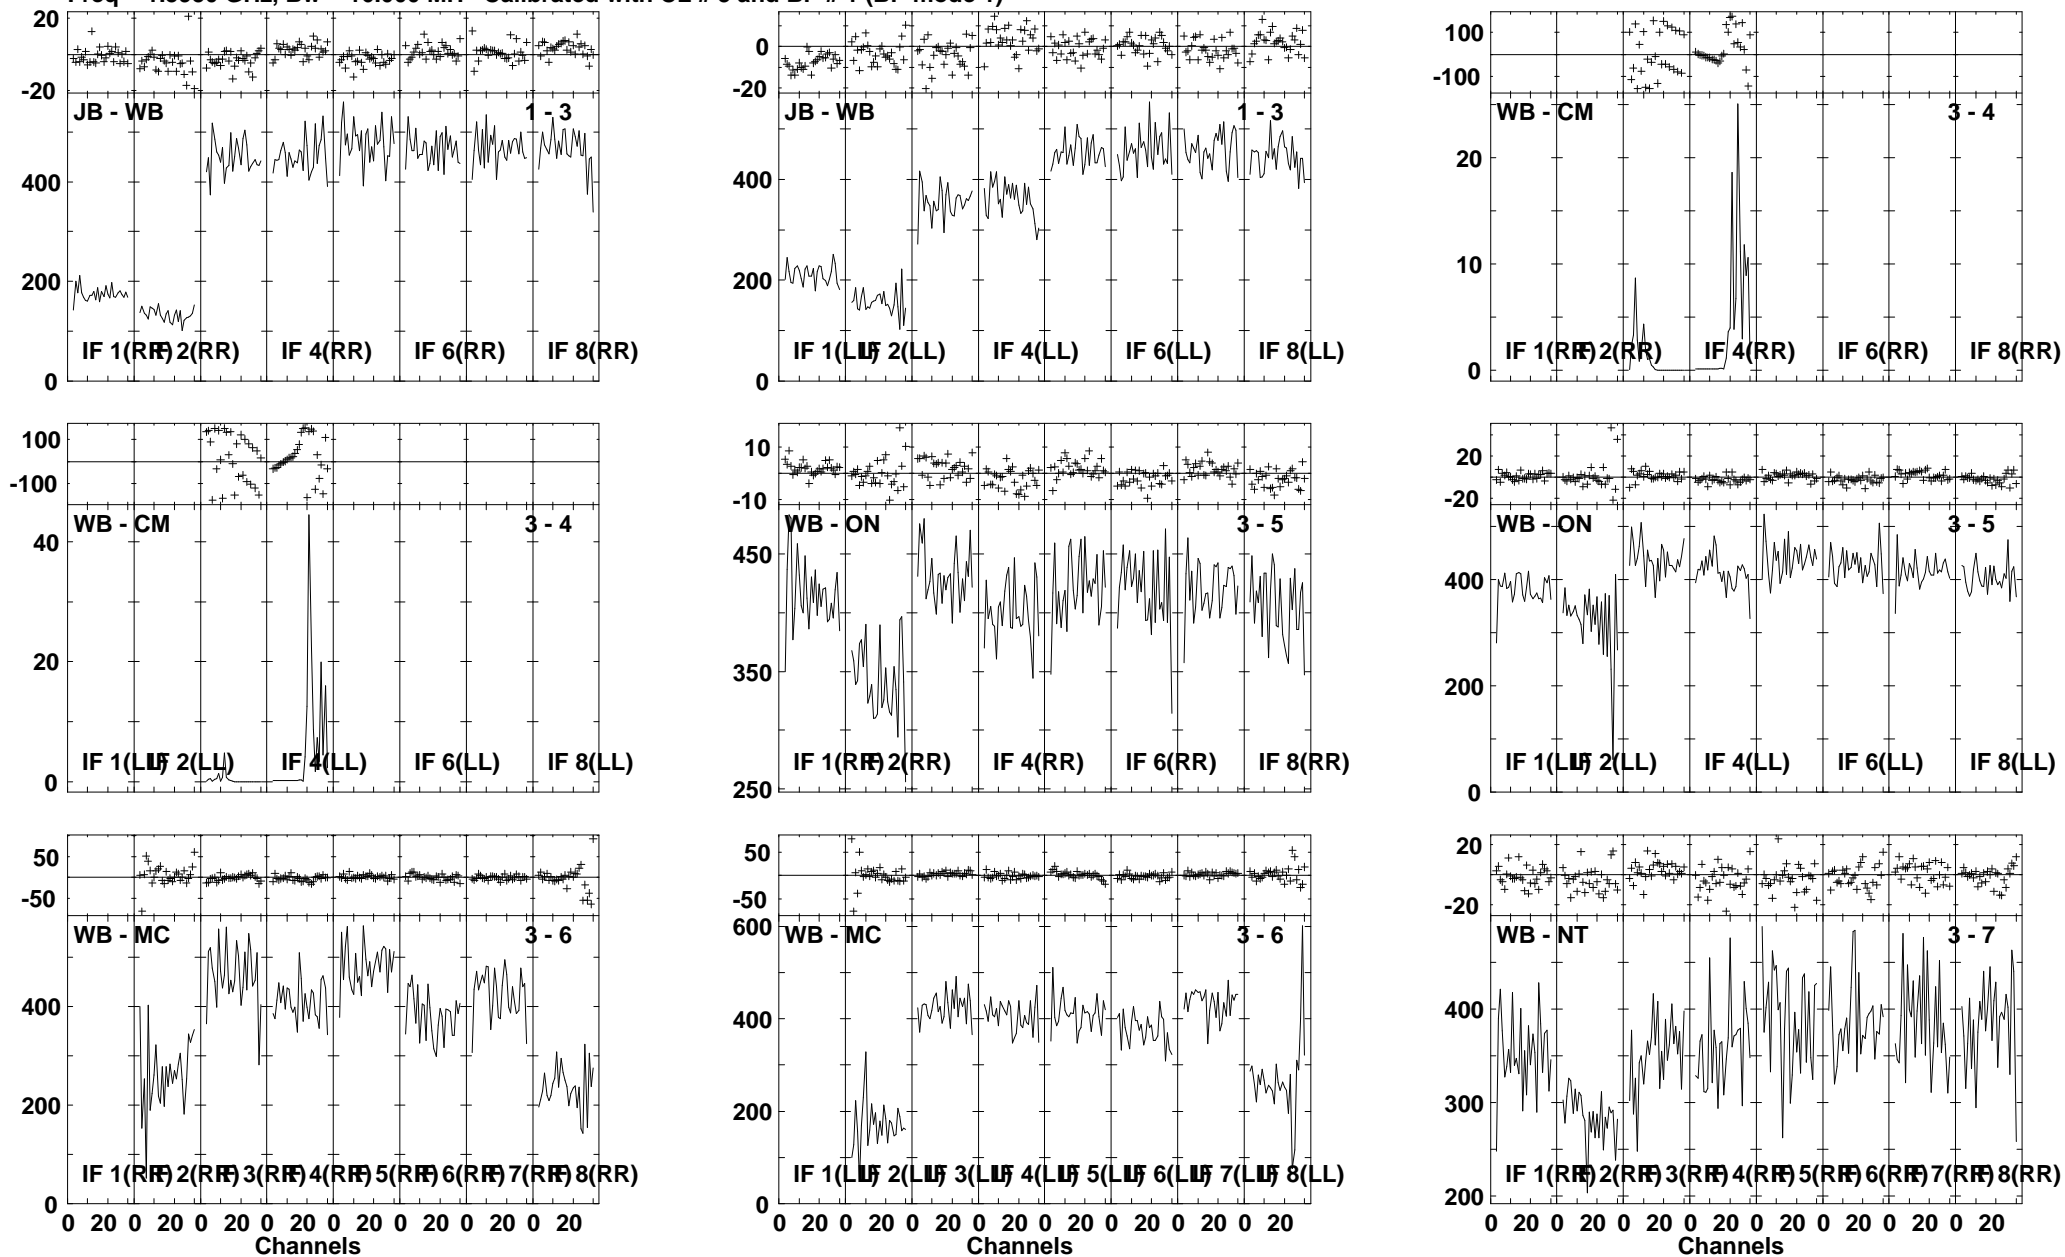 20
0
-20
JB - WB 1 - 3
400
200
0
IF 1(RR) IF 2(RR) IF 4(RR) IF 6(RR) IF 8(RR)
0
-20
JB - WB 1 - 3
400
200
0
IF 1(LL) IF 2(LL) IF 4(LL) IF 6(LL) IF 8(LL)
100
-100
WB - CM 3 - 4
20
10
0
IF 1(RR) IF 2(RR) IF 4(RR) IF 6(RR) IF 8(RR)
100
-100
WB - CM 3 - 4
40
20
0
IF 1(LL) IF 2(LL) IF 4(LL) IF 6(LL) IF 8(LL)
10
-10
WB - ON 3 - 5
450
350
250
IF 1(RR) IF 2(RR) IF 4(RR) IF 6(RR) IF 8(RR)
20
-20
WB - ON 3 - 5
400
200
0
IF 1(LL) IF 2(LL) IF 4(LL) IF 6(LL) IF 8(LL)
50
-50
WB - MC 3 - 6
400
200
0
IF 1(RR) IF 2(RR) IF 3(RR) IF 4(RR) IF 5(RR) IF 6(RR) IF 7(RR) IF 8(RR)
0 20 0 20 0 20 0 20 0 20 0 20 0 20 0 20
Channels
50
-50
600
WB - MC 3 - 6
400
200
0
IF 1(LL) IF 2(LL) IF 3(LL) IF 4(LL) IF 5(LL) IF 6(LL) IF 7(LL) IF 8(LL)
0 20 0 20 0 20 0 20 0 20 0 20 0 20 0 20
Channels
20
-20
WB - NT 3 - 7
400
300
200
IF 1(RR) IF 2(RR) IF 3(RR) IF 4(RR) IF 5(RR) IF 6(RR) IF 7(RR) IF 8(RR)
0 20 0 20 0 20 0 20 0 20 0 20 0 20 0 20
Channels